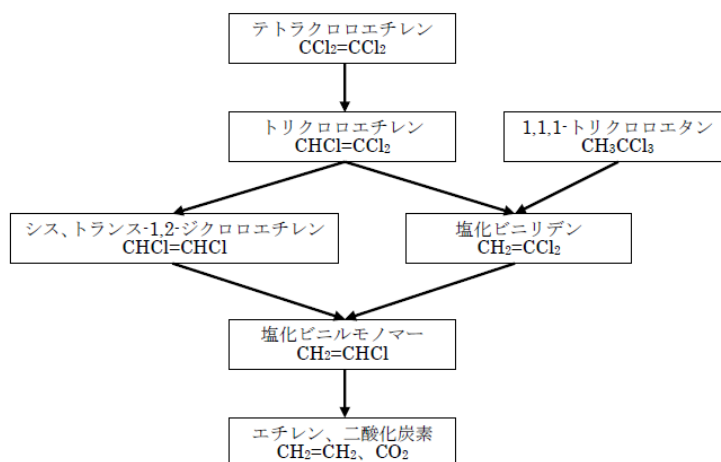 テトラクロロエチレン
CCl₂=CCl₂
トリクロロエチレン
CHCl=CCl₂
1,1,1-トリクロロエタン
CH₃CCl₃
シス、トランス-1,2-ジクロロエチレン
CHCl=CHCl
塩化ビニリデン
CH₂=CCl₂
塩化ビニルモノマー
CH₂=CHCl
エチレン、二酸化炭素
CH₂=CH₂、CO₂